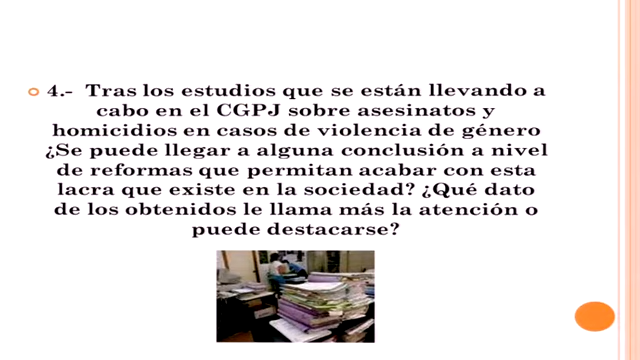 4.- Tras los estudios que se están llevando a
cabo en el CGPJ sobre asesinatos y
homicidios en casos de violencia de género
¿Se puede llegar a alguna conclusión a nivel
de reformas que permitan acabar con esta
lacra que existe en la sociedad? ¿Qué dato
de los obtenidos le llama más la atención o
puede destacarse?